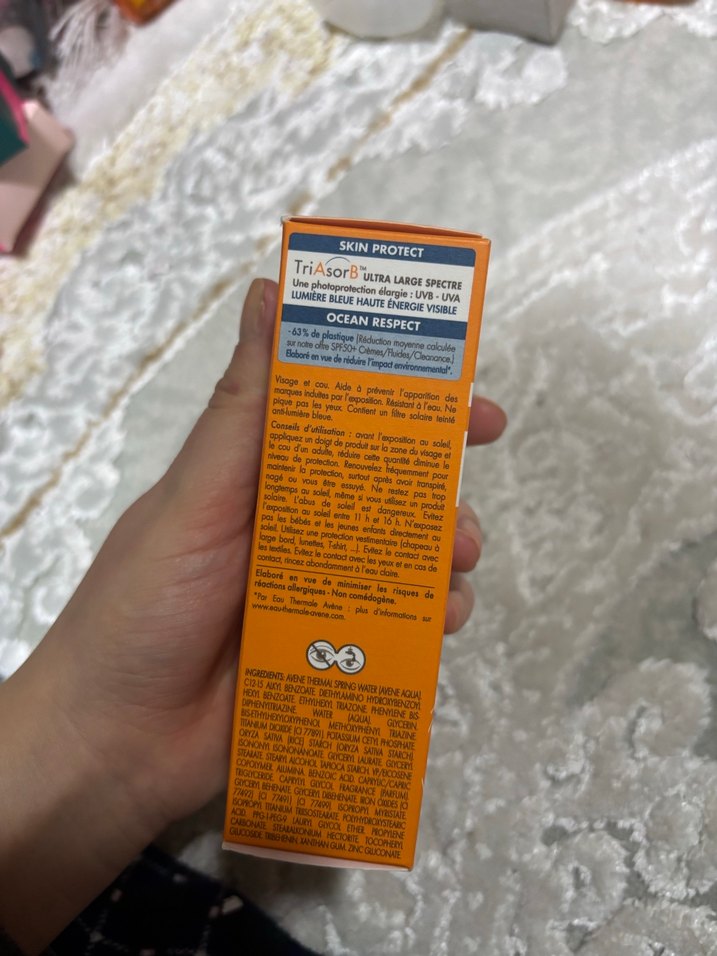 SKIN PROTECT
TriAsorB™ ULTRA LARGE SPECTRE
Une photoprotection élargie : UVB - UVA
LUMIÈRE BLEUE HAUTE ÉNERGIE VISIBLE
OCEAN RESPECT
-63% de plastique (Réduction moyenne calculée
sur notre offre SPF50+ Crèmes/Fluides/Cleanance.)
Elaboré en vue de réduire l'impact environnemental*.
Visage et cou. Aide à prévenir l'apparition des
marques induites par l'exposition. Résistant à l'eau. Ne
pique pas les yeux. Contient un filtre solaire teinté
anti-lumière bleue.
Conseils d'utilisation : avant l'exposition au soleil,
appliquez un doigt de produit sur la zone du visage et
le cou d'un adulte, réduire cette quantité diminue le
niveau de protection. Renouvelez fréquemment pour
maintenir la protection, surtout après avoir transpiré,
nagé ou vous être essuyé. Ne restez pas trop
longtemps au soleil, même si vous utilisez un produit
solaire. L'abus de soleil est dangereux. Evitez
l'exposition au soleil entre 11 h et 16 h. N'exposez
pas les bébés et les jeunes enfants directement au
soleil. Utilisez une protection vestimentaire (chapeau à
large bord, lunettes, T-shirt, ...). Evitez le contact avec
les textiles. Evitez le contact avec les yeux et en cas de
contact, rincez abondamment à l'eau claire.
Elaboré en vue de minimiser les risques de
réactions allergiques - Non comédogène.
*Par Eau Thermale Avène : plus d'informations sur
www.eau-thermale-avene.com.
INGREDIENTS: AVENE THERMAL SPRING WATER (AVENE AQUA).
C12-15 ALKYL BENZOATE. DIETHYLAMINO HYDROXYBENZOYL
HEXYL BENZOATE. ETHYLHEXYL TRIAZONE. PHENYLENE BIS-
DIPHENYLTRIAZINE. WATER (AQUA). GLYCERIN.
BIS-ETHYLHEXYLOXYPHENOL METHOXYPHENYL TRIAZINE.
TITANIUM DIOXIDE (CI 77891). POTASSIUM CETYL PHOSPHATE.
ORYZA SATIVA (RICE) STARCH (ORYZA SATIVA STARCH).
ISONONYL ISONONANOATE. GLYCERYL LAURATE. GLYCERYL
STEARATE. STEARYL ALCOHOL. TAPIOCA STARCH. VP/EICOSENE
COPOLYMER. ALUMINA. BENZOIC ACID. CAPRYLIC/CAPRIC
TRIGLYCERIDE. CAPRYLYL GLYCOL. FRAGRANCE (PARFUM).
GLYCERYL BEHENATE. GLYCERYL DIBEHENATE. IRON OXIDES (CI
77492) (CI 77491) (CI 77499). ISOPROPYL MYRISTATE.
ISOPROPYL TITANIUM TRIISOSTEARATE. POLYHYDROXYSTEARIC
ACID. PPG-1-PEG-9 LAURYL GLYCOL ETHER. PROPYLENE
CARBONATE. STEARALKONIUM HECTORITE. TOCOPHERYL
GLUCOSIDE. TRIBEHENIN. XANTHAN GUM. ZINC GLUCONATE.